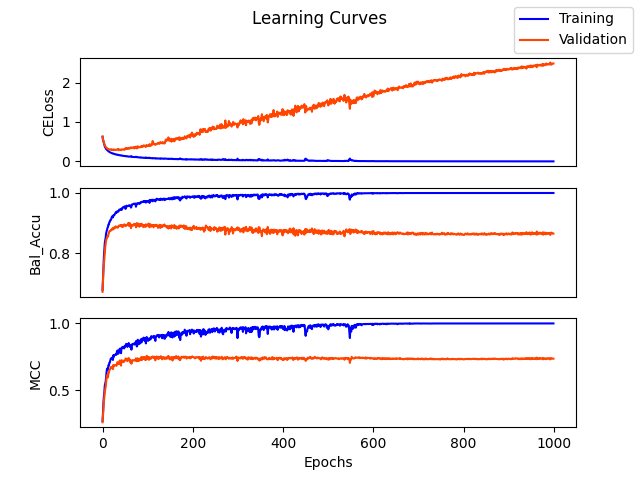 Learning Curves
Training
Validation
CELoss
2
1
0
Bal_Accu
1.0
0.8
MCC
1.0
0.5
0 200 400 600 800 1000
Epochs